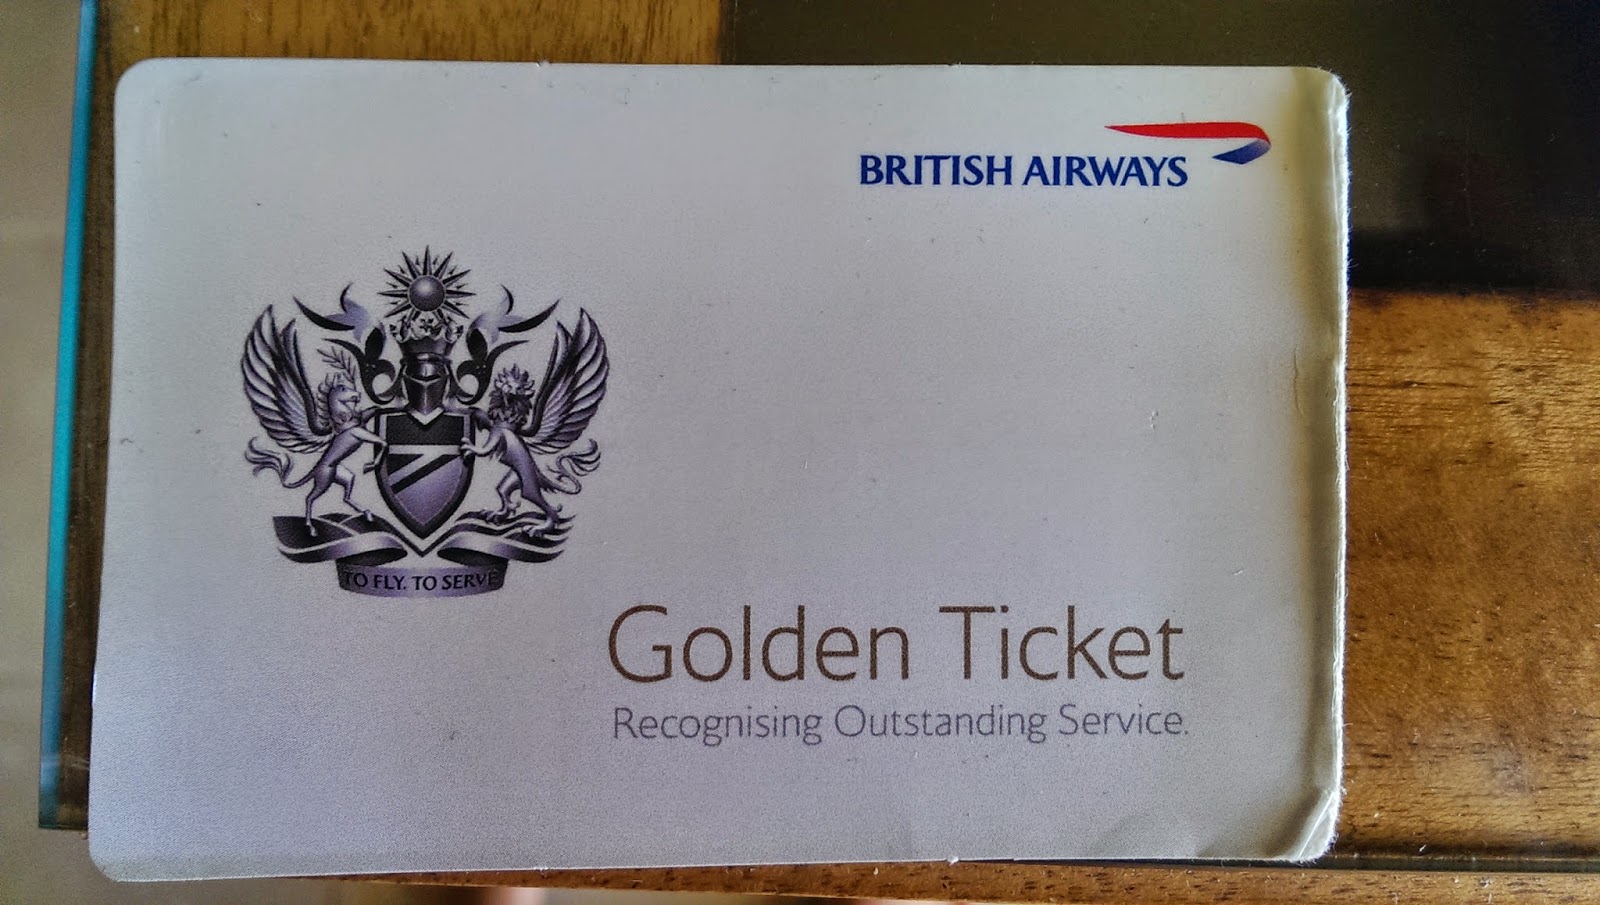 BRITISH AIRWAYS
TO FLY. TO SERVE
Golden Ticket
Recognising Outstanding Service.